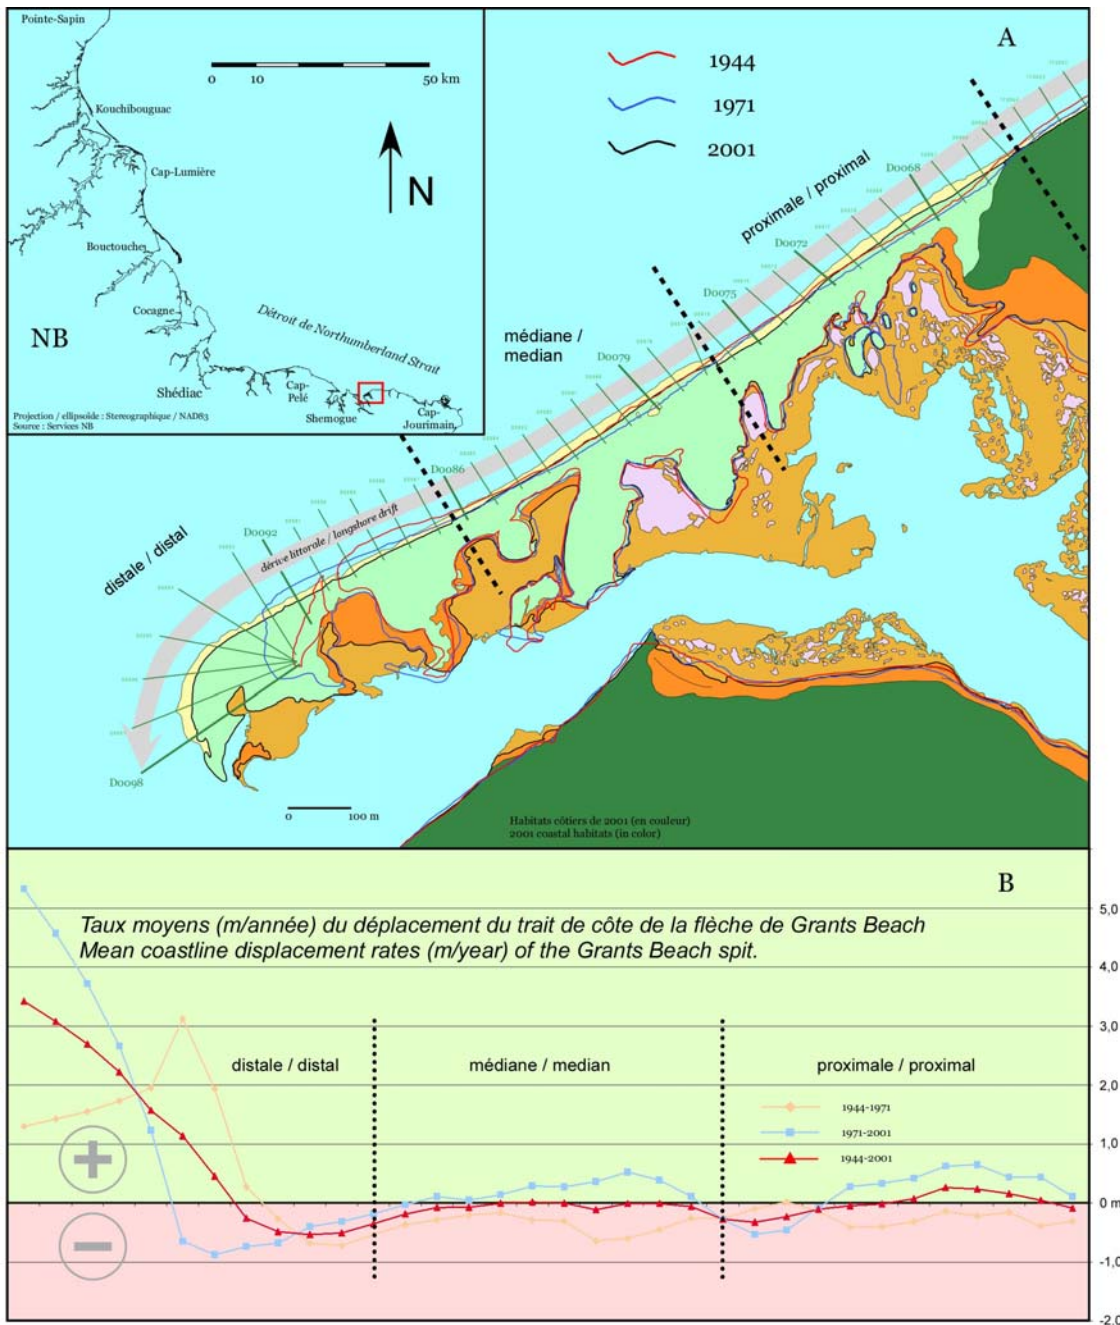 Pointe-Sapin
Kouchibouguac
Cap-Lumière
Bouctouche
Cocagne
Shédiac
Cap-
Pelé
Shemogue
Cap-
Jourimain
Détroit de Northumberland Strait
NB
0 10 50 km
N
Projection / ellipsoïde : Stereographique / NAD83
Source : Services NB
A
1944
1971
2001
proximale / proximal
médiane /
median
distale / distal
dérive littorale / longshore drift
D0068
D0072
D0075
D0079
D0086
D0092
D0098
0 100 m
Habitats côtiers de 2001 (en couleur)
2001 coastal habitats (in color)
B
Taux moyens (m/année) du déplacement du trait de côte de la flèche de Grants Beach
Mean coastline displacement rates (m/year) of the Grants Beach spit.
distale / distal
médiane / median
proximale / proximal
1944-1971
1971-2001
1944-2001
+
−
5,0
4,0
3,0
2,0
1,0
0 m
-1,0
-2,0